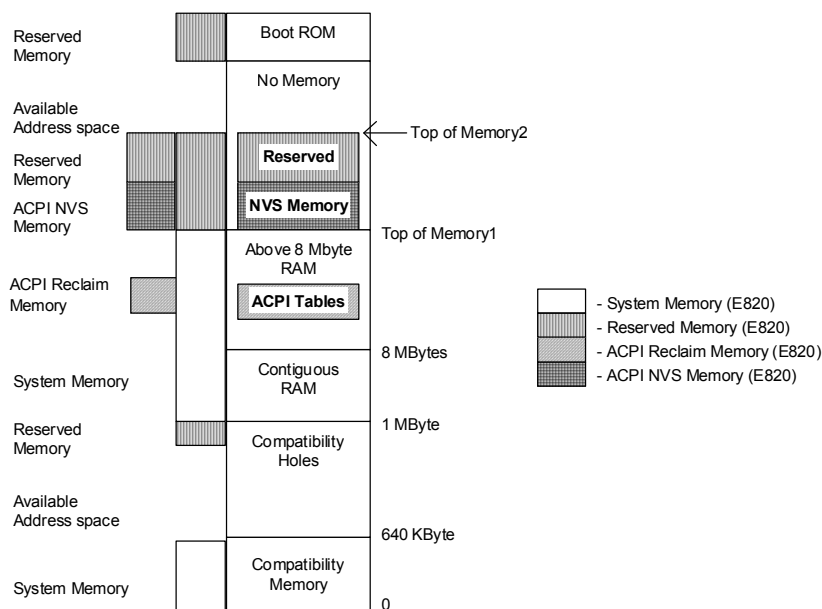 Boot ROM
Reserved
Memory
No Memory
Available
Address space
Top of Memory2
Reserved
Reserved
Memory
NVS Memory
ACPI NVS
Memory
Top of Memory1
Above 8 Mbyte
RAM
ACPI Reclaim
Memory
ACPI Tables
- System Memory (E820)
- Reserved Memory (E820)
- ACPI Reclaim Memory (E820)
- ACPI NVS Memory (E820)
8 MBytes
Contiguous
RAM
System Memory
1 MByte
Reserved
Memory
Compatibility
Holes
Available
Address space
640 KByte
Compatibility
Memory
System Memory
0